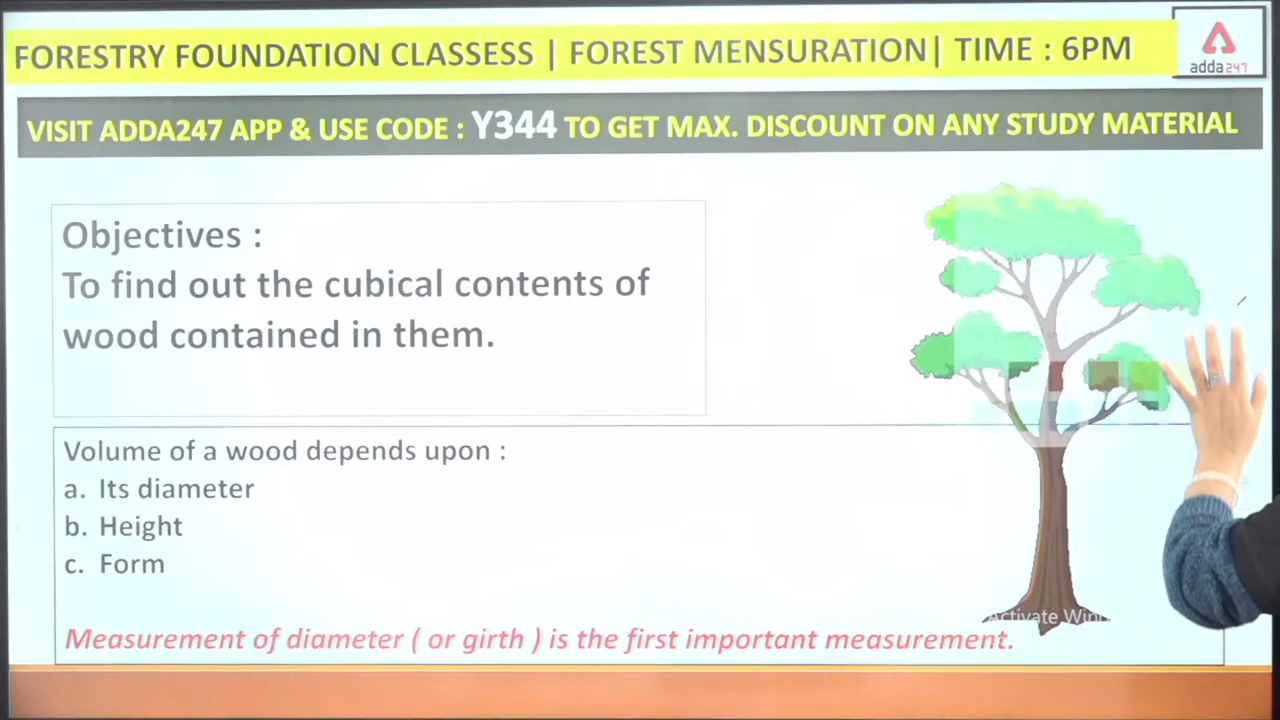 FORESTRY FOUNDATION CLASSESS | FOREST MENSURATION| TIME : 6PM
adda247
VISIT ADDA247 APP & USE CODE : Y344 TO GET MAX. DISCOUNT ON ANY STUDY MATERIAL
Objectives :
To find out the cubical contents of
wood contained in them.
Volume of a wood depends upon :
a. Its diameter
b. Height
c. Form
Activate
Measurement of diameter ( or girth ) is the first important measurement.